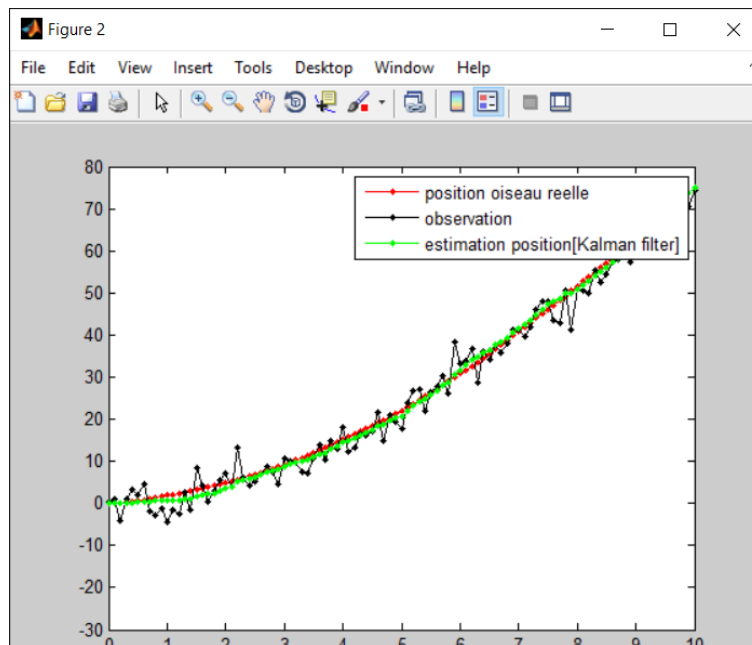 Figure 2
File Edit View Insert Tools Desktop Window Help
80
70
60
50
40
30
20
10
0
-10
-20
-30
position oiseau reelle
observation
estimation position[Kalman filter]
0 1 2 3 4 5 6 7 8 9 10